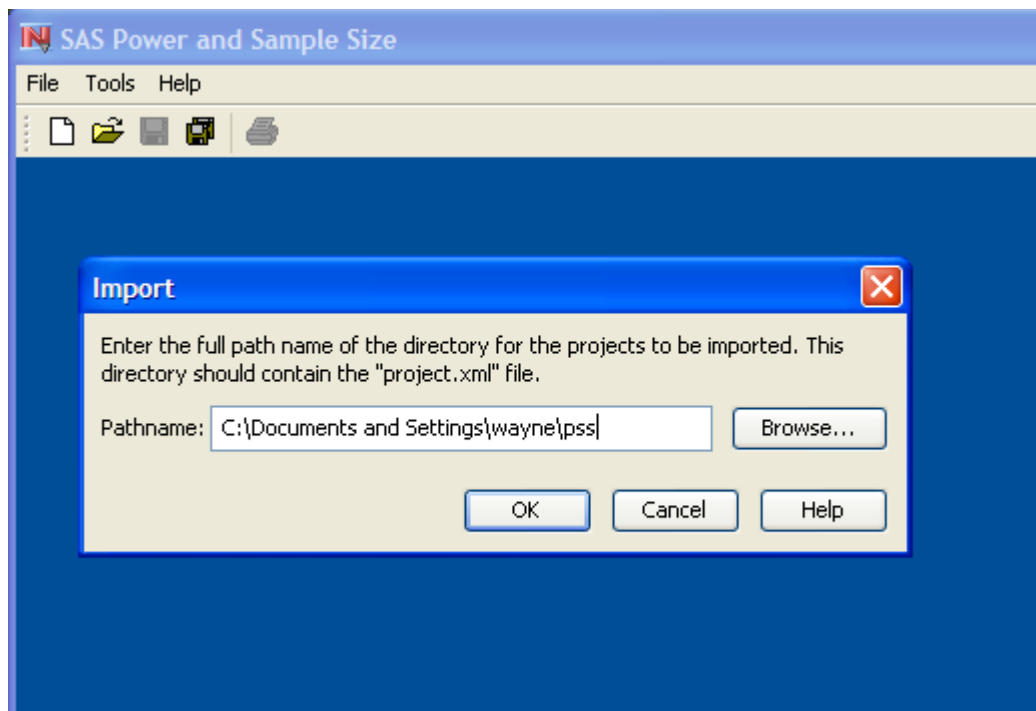 SAS Power and Sample Size
File Tools Help
Import
Enter the full path name of the directory for the projects to be imported. This
directory should contain the "project.xml" file.
Pathname: C:\Documents and Settings\wayne\pss Browse...
OK Cancel Help